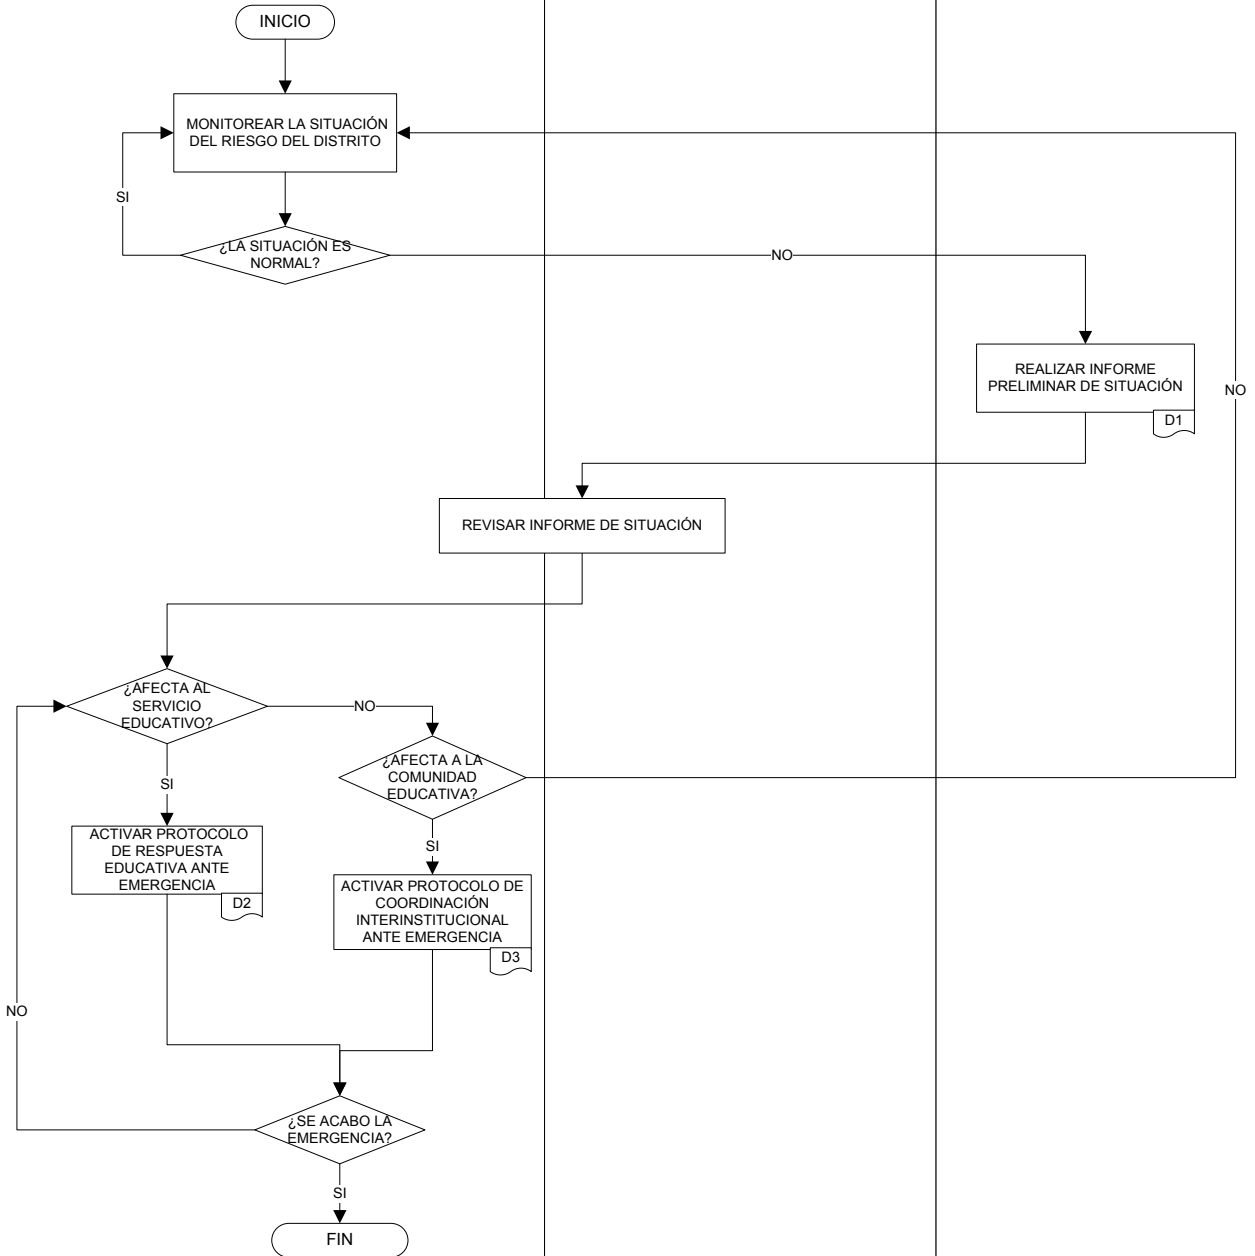 INICIO
MONITOREAR LA SITUACIÓN
DEL RIESGO DEL DISTRITO
SI
¿LA SITUACIÓN ES
NORMAL?
NO
REALIZAR INFORME
PRELIMINAR DE SITUACIÓN
D1
NO
REVISAR INFORME DE SITUACIÓN
¿AFECTA AL
SERVICIO
EDUCATIVO?
NO
¿AFECTA A LA
COMUNIDAD
EDUCATIVA?
SI
ACTIVAR PROTOCOLO
DE RESPUESTA
EDUCATIVA ANTE
EMERGENCIA
D2
SI
ACTIVAR PROTOCOLO DE
COORDINACIÓN
INTERINSTITUCIONAL
ANTE EMERGENCIA
D3
NO
¿SE ACABO LA
EMERGENCIA?
SI
FIN